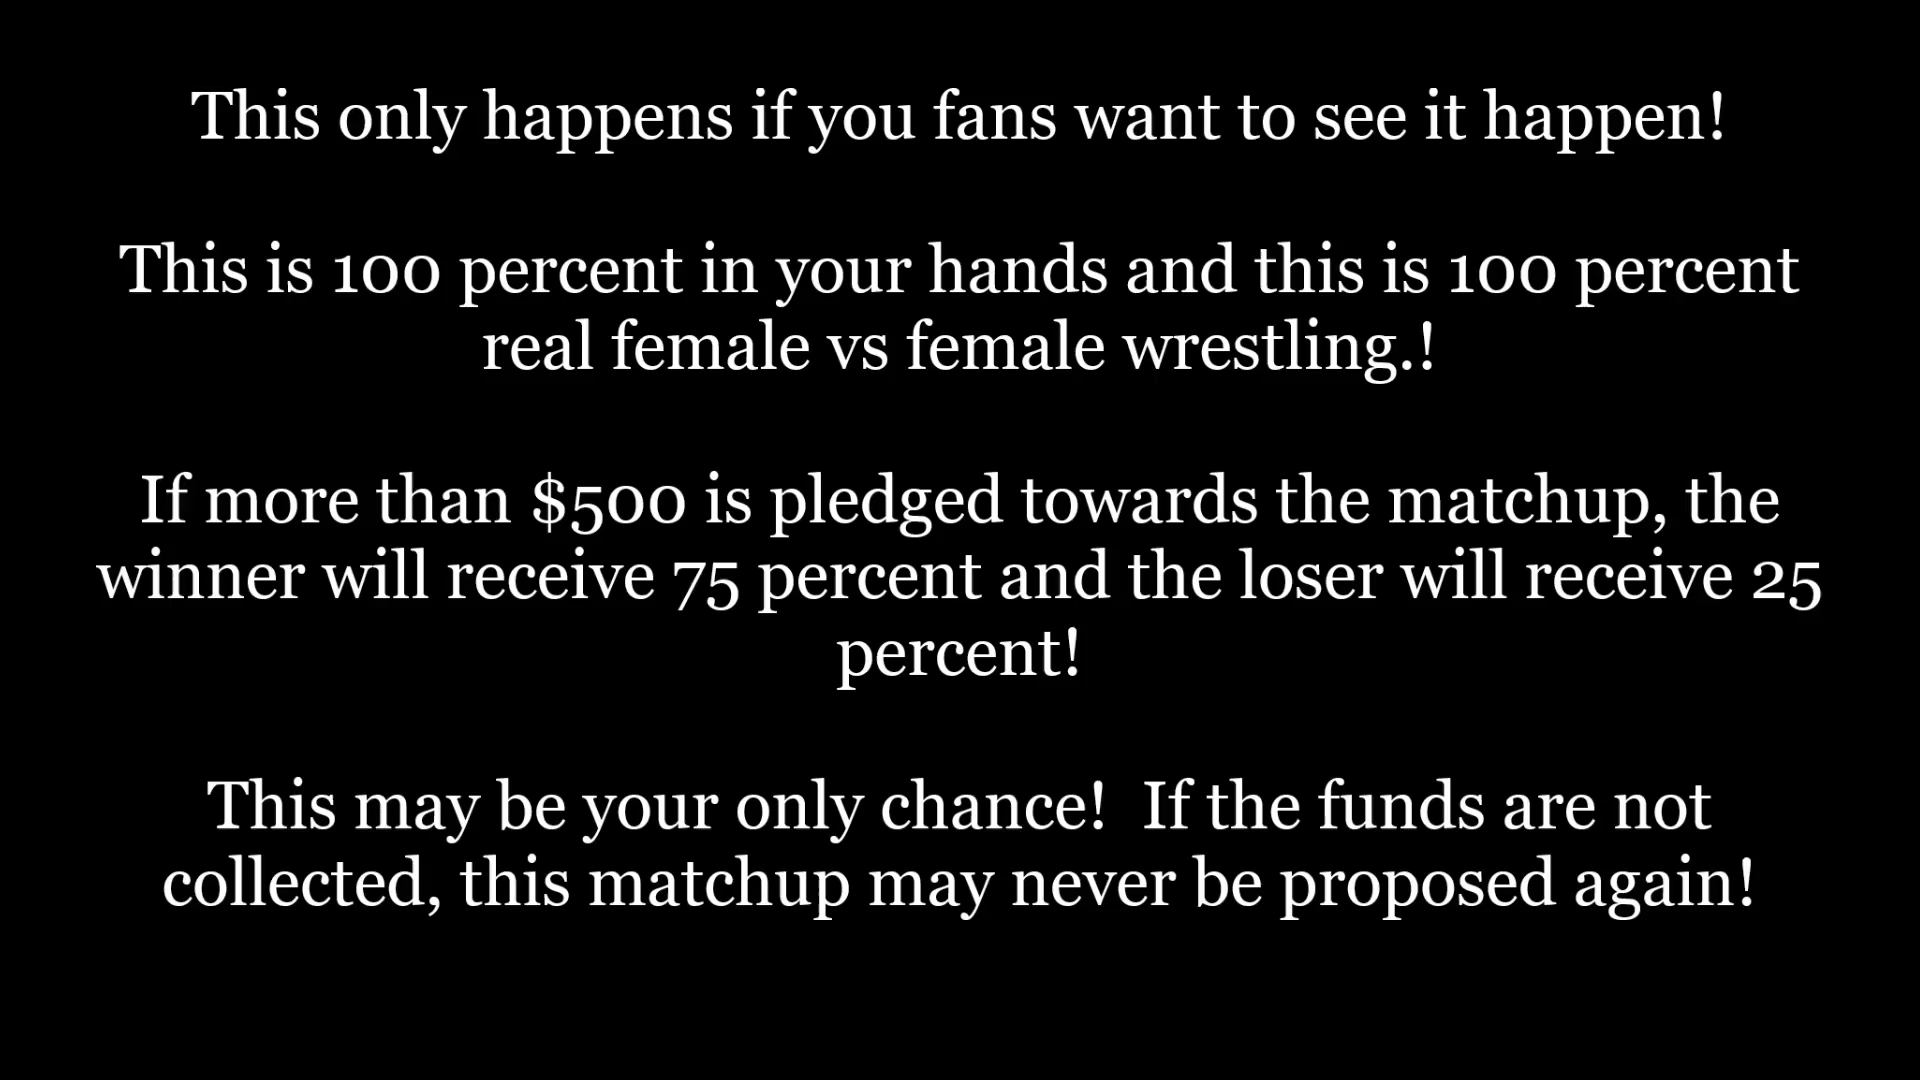 This only happens if you fans want to see it happen!
This is 100 percent in your hands and this is 100 percent
real female vs female wrestling.!
If more than $500 is pledged towards the matchup, the
winner will receive 75 percent and the loser will receive 25
percent!
This may be your only chance!  If the funds are not
collected, this matchup may never be proposed again!